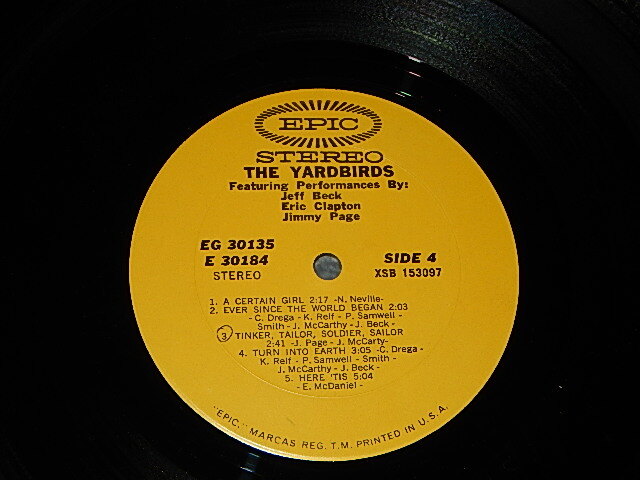 EPIC
STEREO
THE YARDBIRDS
Featuring Performances By:
Jeff Beck
Eric Clapton
Jimmy Page
EG 30135
E 30184
STEREO
SIDE 4
XSB 153097
1. A CERTAIN GIRL 2:17 -N. Neville-
2. EVER SINCE THE WORLD BEGAN 2:03
- C. Drega - K. Relf - P. Samwell -
Smith - J. McCarthy - J. Beck -
3 TINKER, TAILOR, SOLDIER, SAILOR
2:41 -J. Page - J. McCarty-
4. TURN INTO EARTH 3:05 -C. Drega -
K. Relf - P. Samwell - Smith -
J. McCarthy - J. Beck -
5. HERE 'TIS 5:04
- E. McDaniel -
"EPIC," MARCAS REG. T.M. PRINTED IN U.S.A.